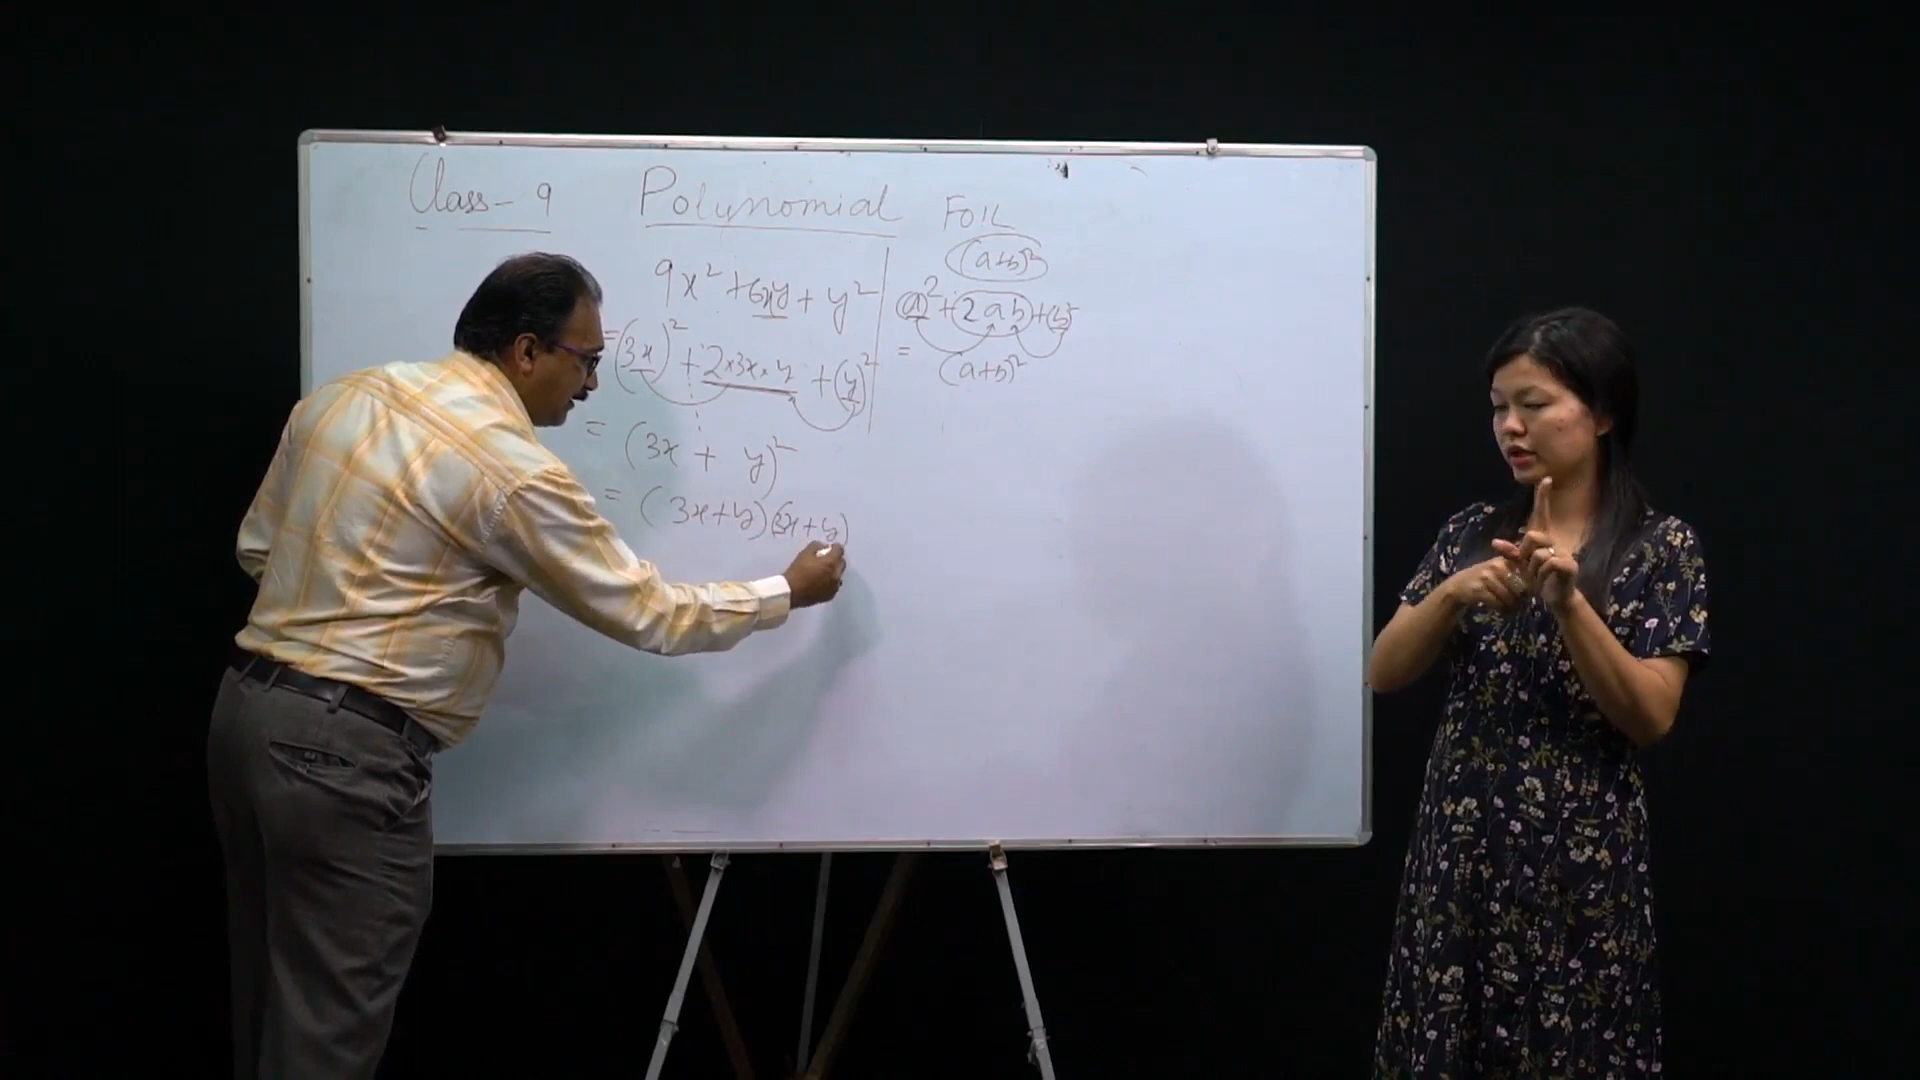 Class - 9 Polynomial FOIL
(a+b)²
9x² + 6xy + y²
a² + 2ab + b²
= (3x)² + 2×3x×y + (y)²
= (a+b)²
= (3x + y)²
= (3x+y)(3x+y)